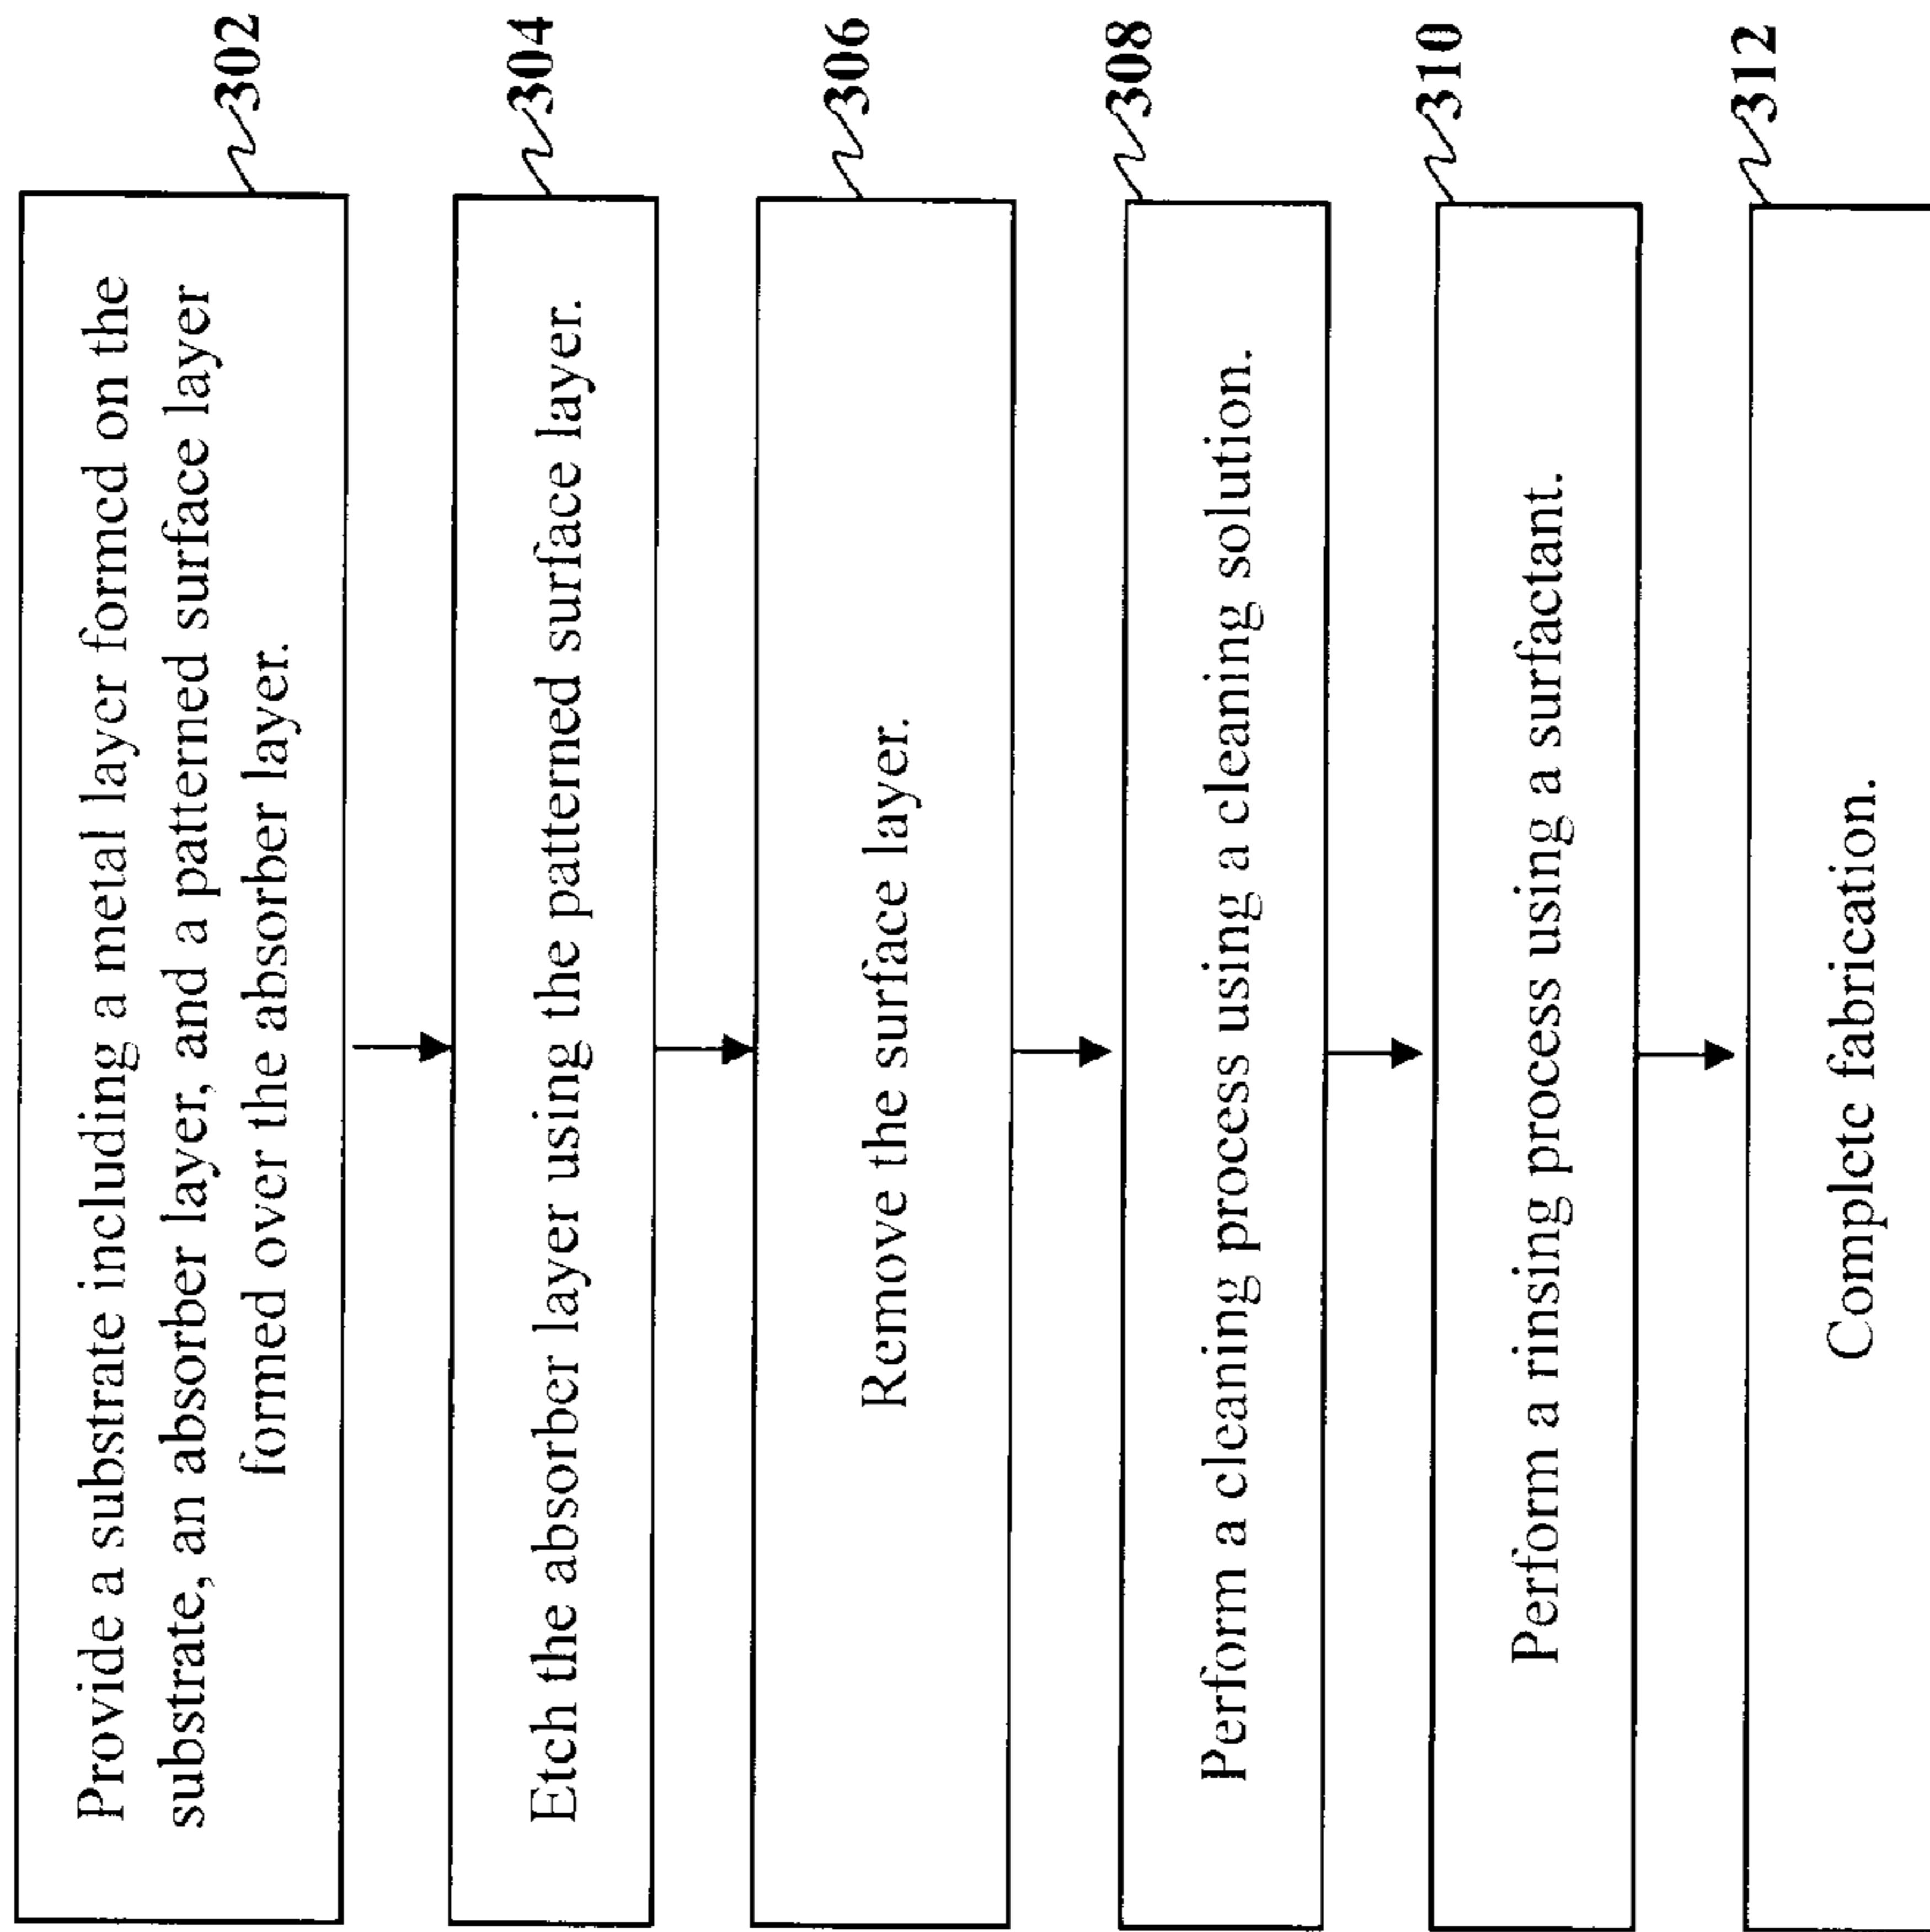 Provide a substrate including a metal layer formed on the
substrate, an absorber layer, and a patterned surface layer
formed over the absorber layer.
302
Etch the absorber layer using the patterned surface layer.
304
Remove the surface layer.
306
Perform a cleaning process using a cleaning solution.
308
Perform a rinsing process using a surfactant.
310
Complete fabrication.
312